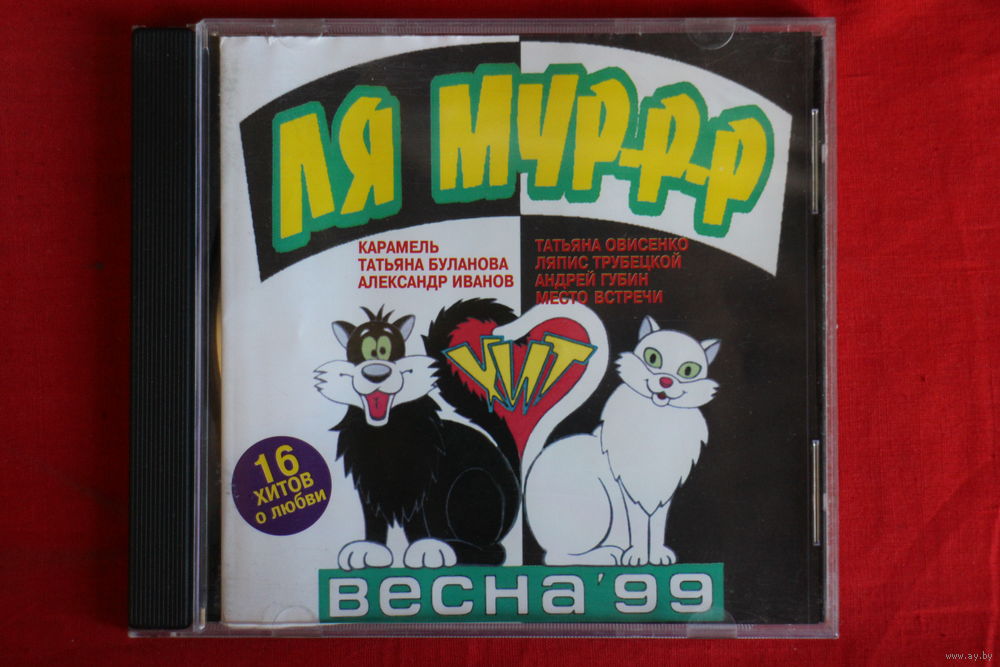 ЛЯ МУР-Р-Р
КАРАМЕЛЬ
ТАТЬЯНА БУЛАНОВА
АЛЕКСАНДР ИВАНОВ
ТАТЬЯНА ОВИСЕНКО
ЛЯПИС ТРУБЕЦКОЙ
АНДРЕЙ ГУБИН
МЕСТО ВСТРЕЧИ
ХИТ
16
ХИТОВ
О ЛЮБВИ
весна '99
www.ay.by